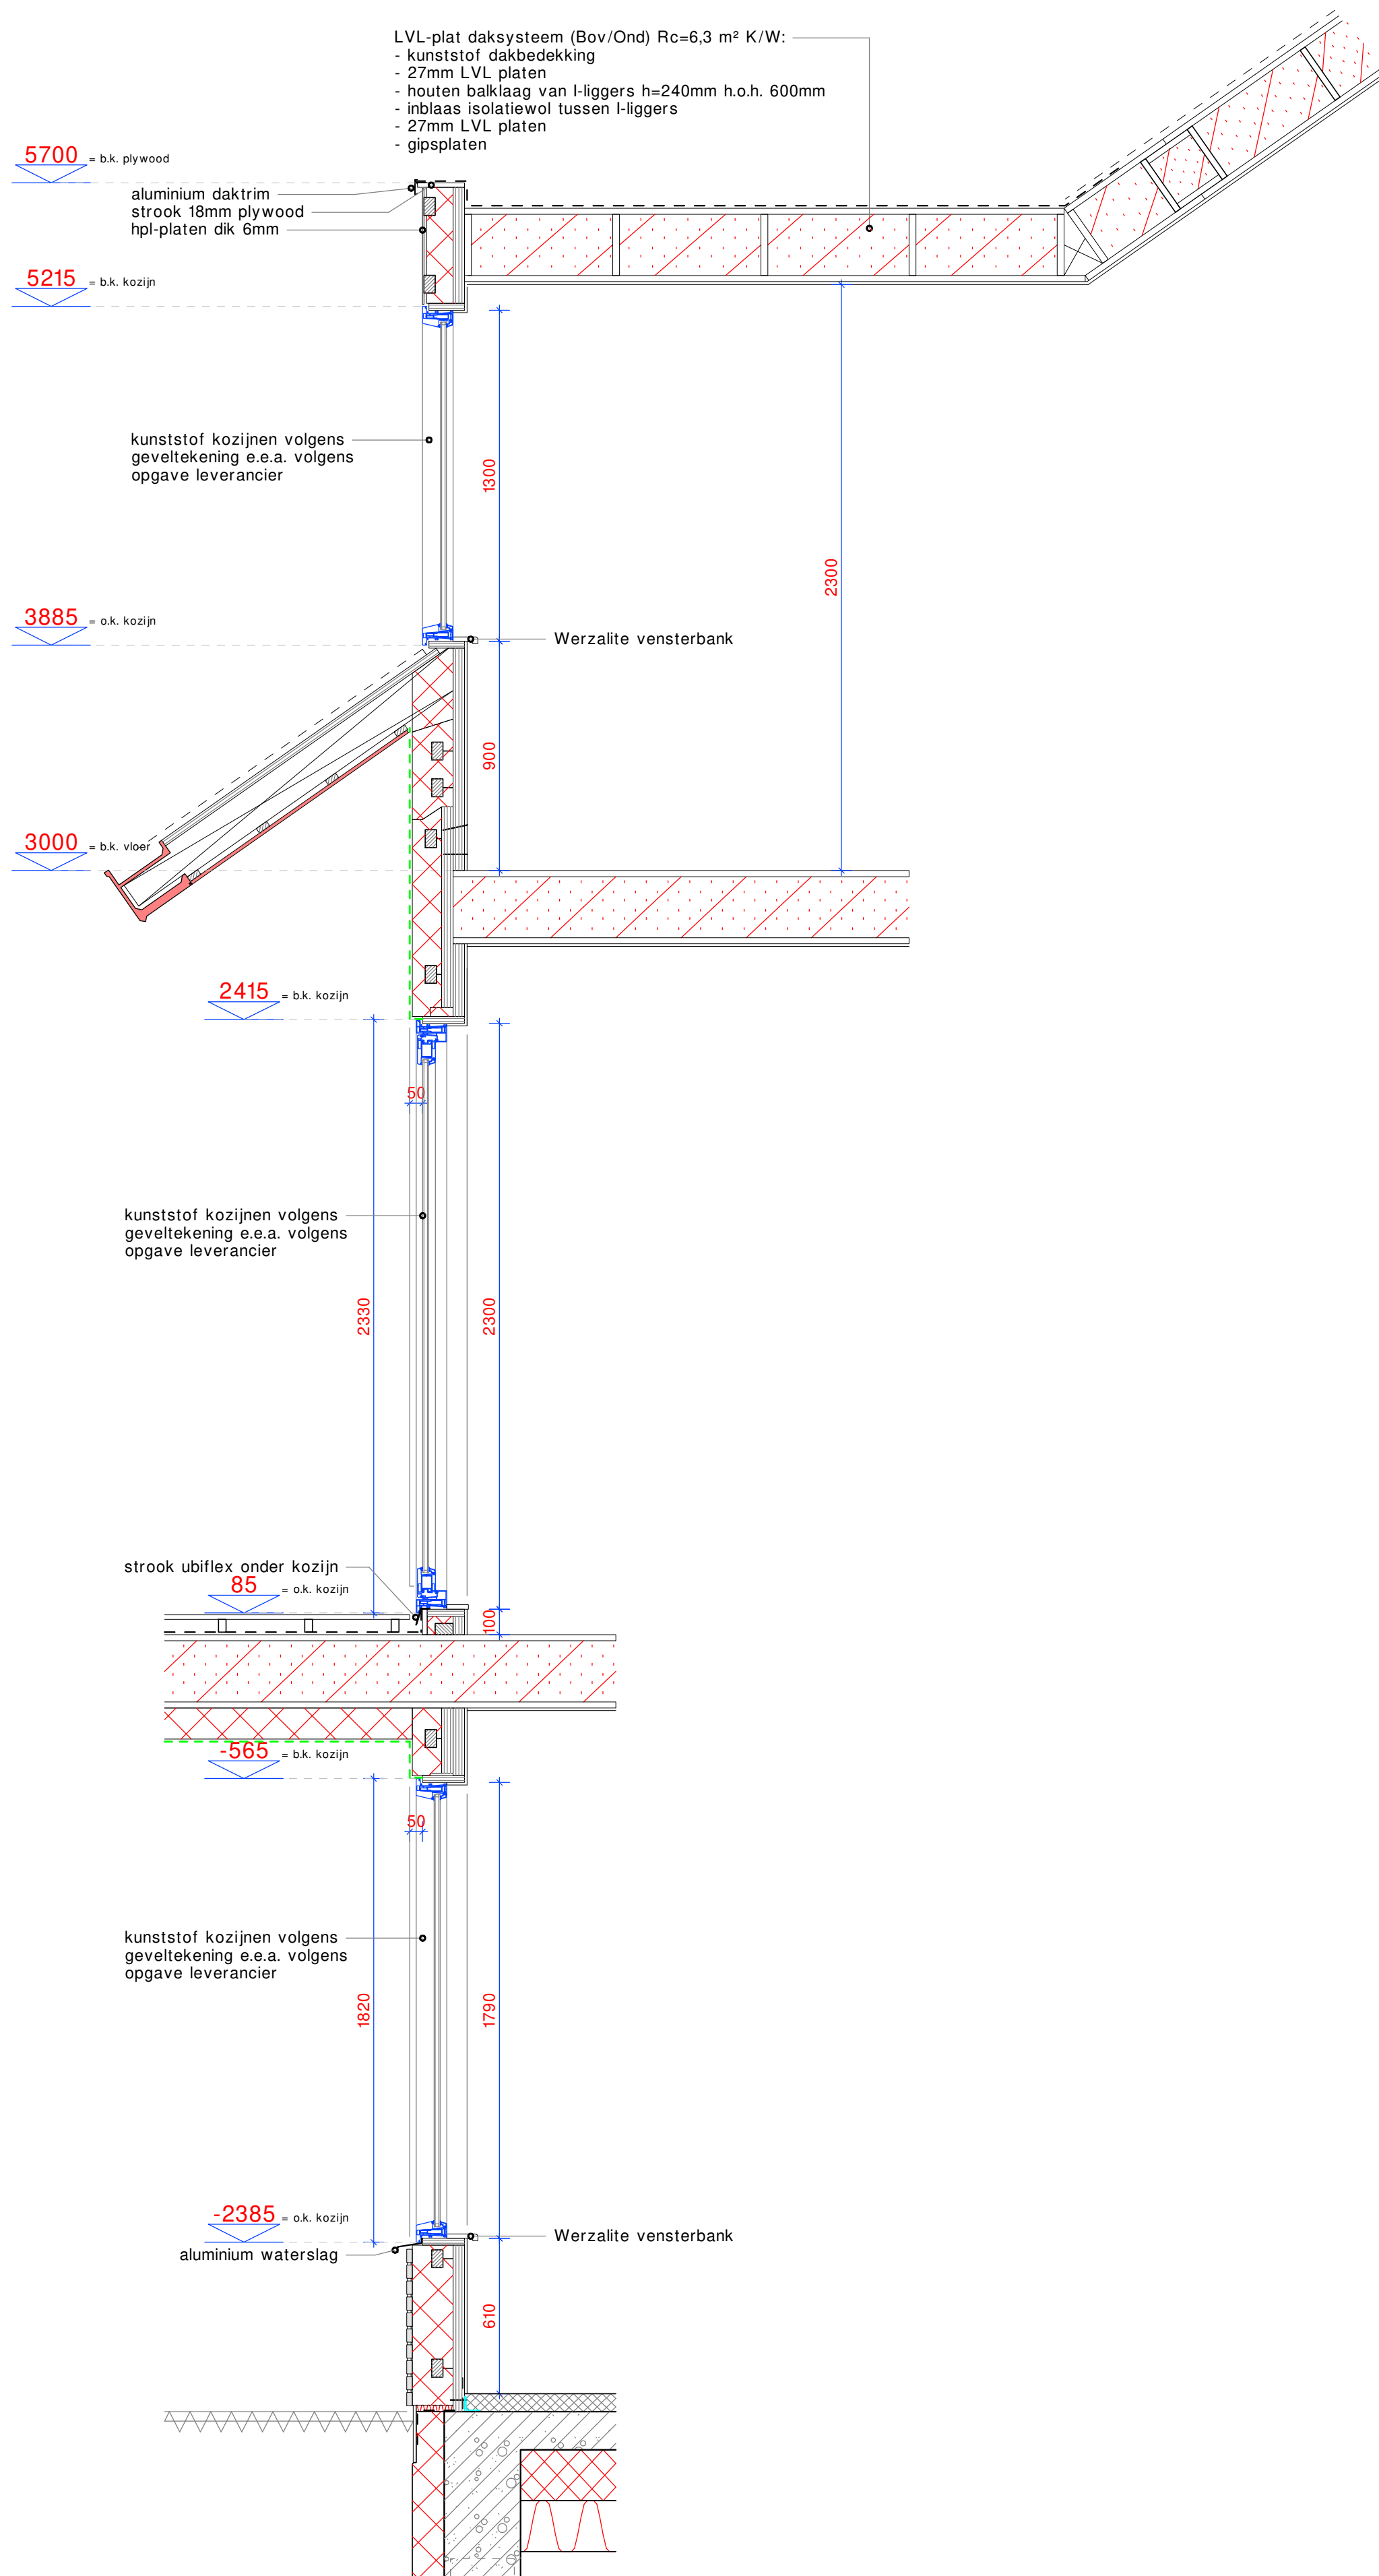 LVL-plat daksysteem (Bov/Ond) Rc=6,3 m² K/W:
- kunststof dakbedekking
- 27mm LVL platen
- houten balklaag van I-liggers h=240mm h.o.h. 600mm
- inblaas isolatiewol tussen I-liggers
- 27mm LVL platen
- gipsplaten
5700 = b.k. plywood
aluminium daktrim
strook 18mm plywood
hpl-platen dik 6mm
5215 = b.k. kozijn
kunststof kozijnen volgens
geveltekening e.e.a. volgens
opgave leverancier
1300
2300
3885 = o.k. kozijn
Werzalite vensterbank
900
3000 = b.k. vloer
2415 = b.k. kozijn
50
kunststof kozijnen volgens
geveltekening e.e.a. volgens
opgave leverancier
2330
2300
strook ubiflex onder kozijn
85 = o.k. kozijn
100
-565 = b.k. kozijn
50
kunststof kozijnen volgens
geveltekening e.e.a. volgens
opgave leverancier
1820
1790
-2385 = o.k. kozijn
Werzalite vensterbank
aluminium waterslag
610